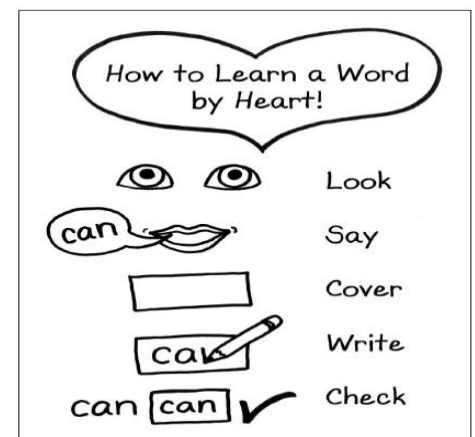 How to Learn a Word
by Heart!
Look
can Say
Cover
ca Write
can can Check